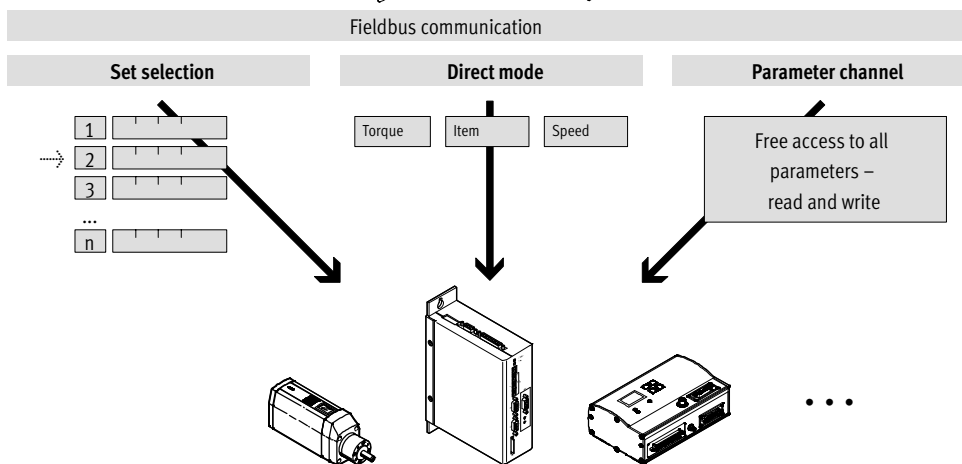 Fieldbus communication
Set selection
Direct mode
Parameter channel
1
2
3
...
n
Torque
Item
Speed
Free access to all
parameters –
read and write